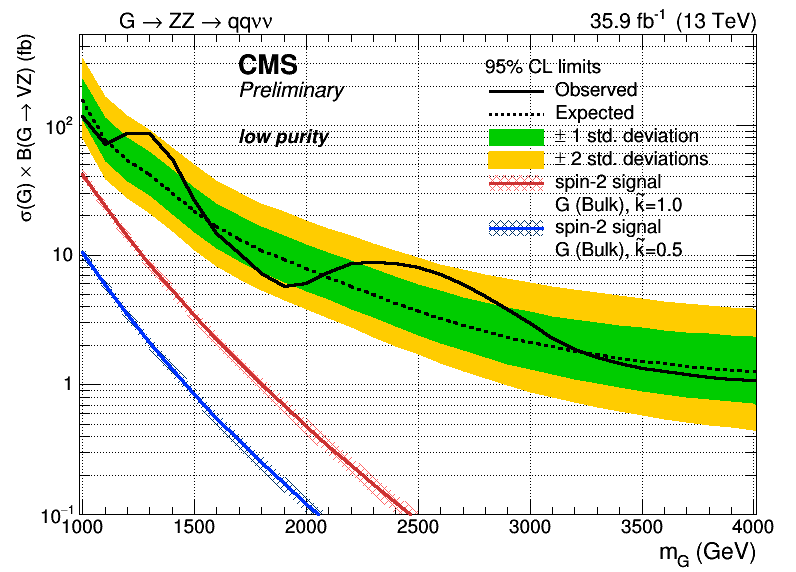 G → ZZ → qqνν
35.9 fb⁻¹ (13 TeV)
σ(G) × B(G → VZ) (fb)
CMS
Preliminary
low purity
95% CL limits
Observed
Expected
± 1 std. deviation
± 2 std. deviations
spin-2 signal
G (Bulk), k̃=1.0
spin-2 signal
G (Bulk), k̃=0.5
10²
10
1
10⁻¹
1000 1500 2000 2500 3000 3500 4000
m_G (GeV)